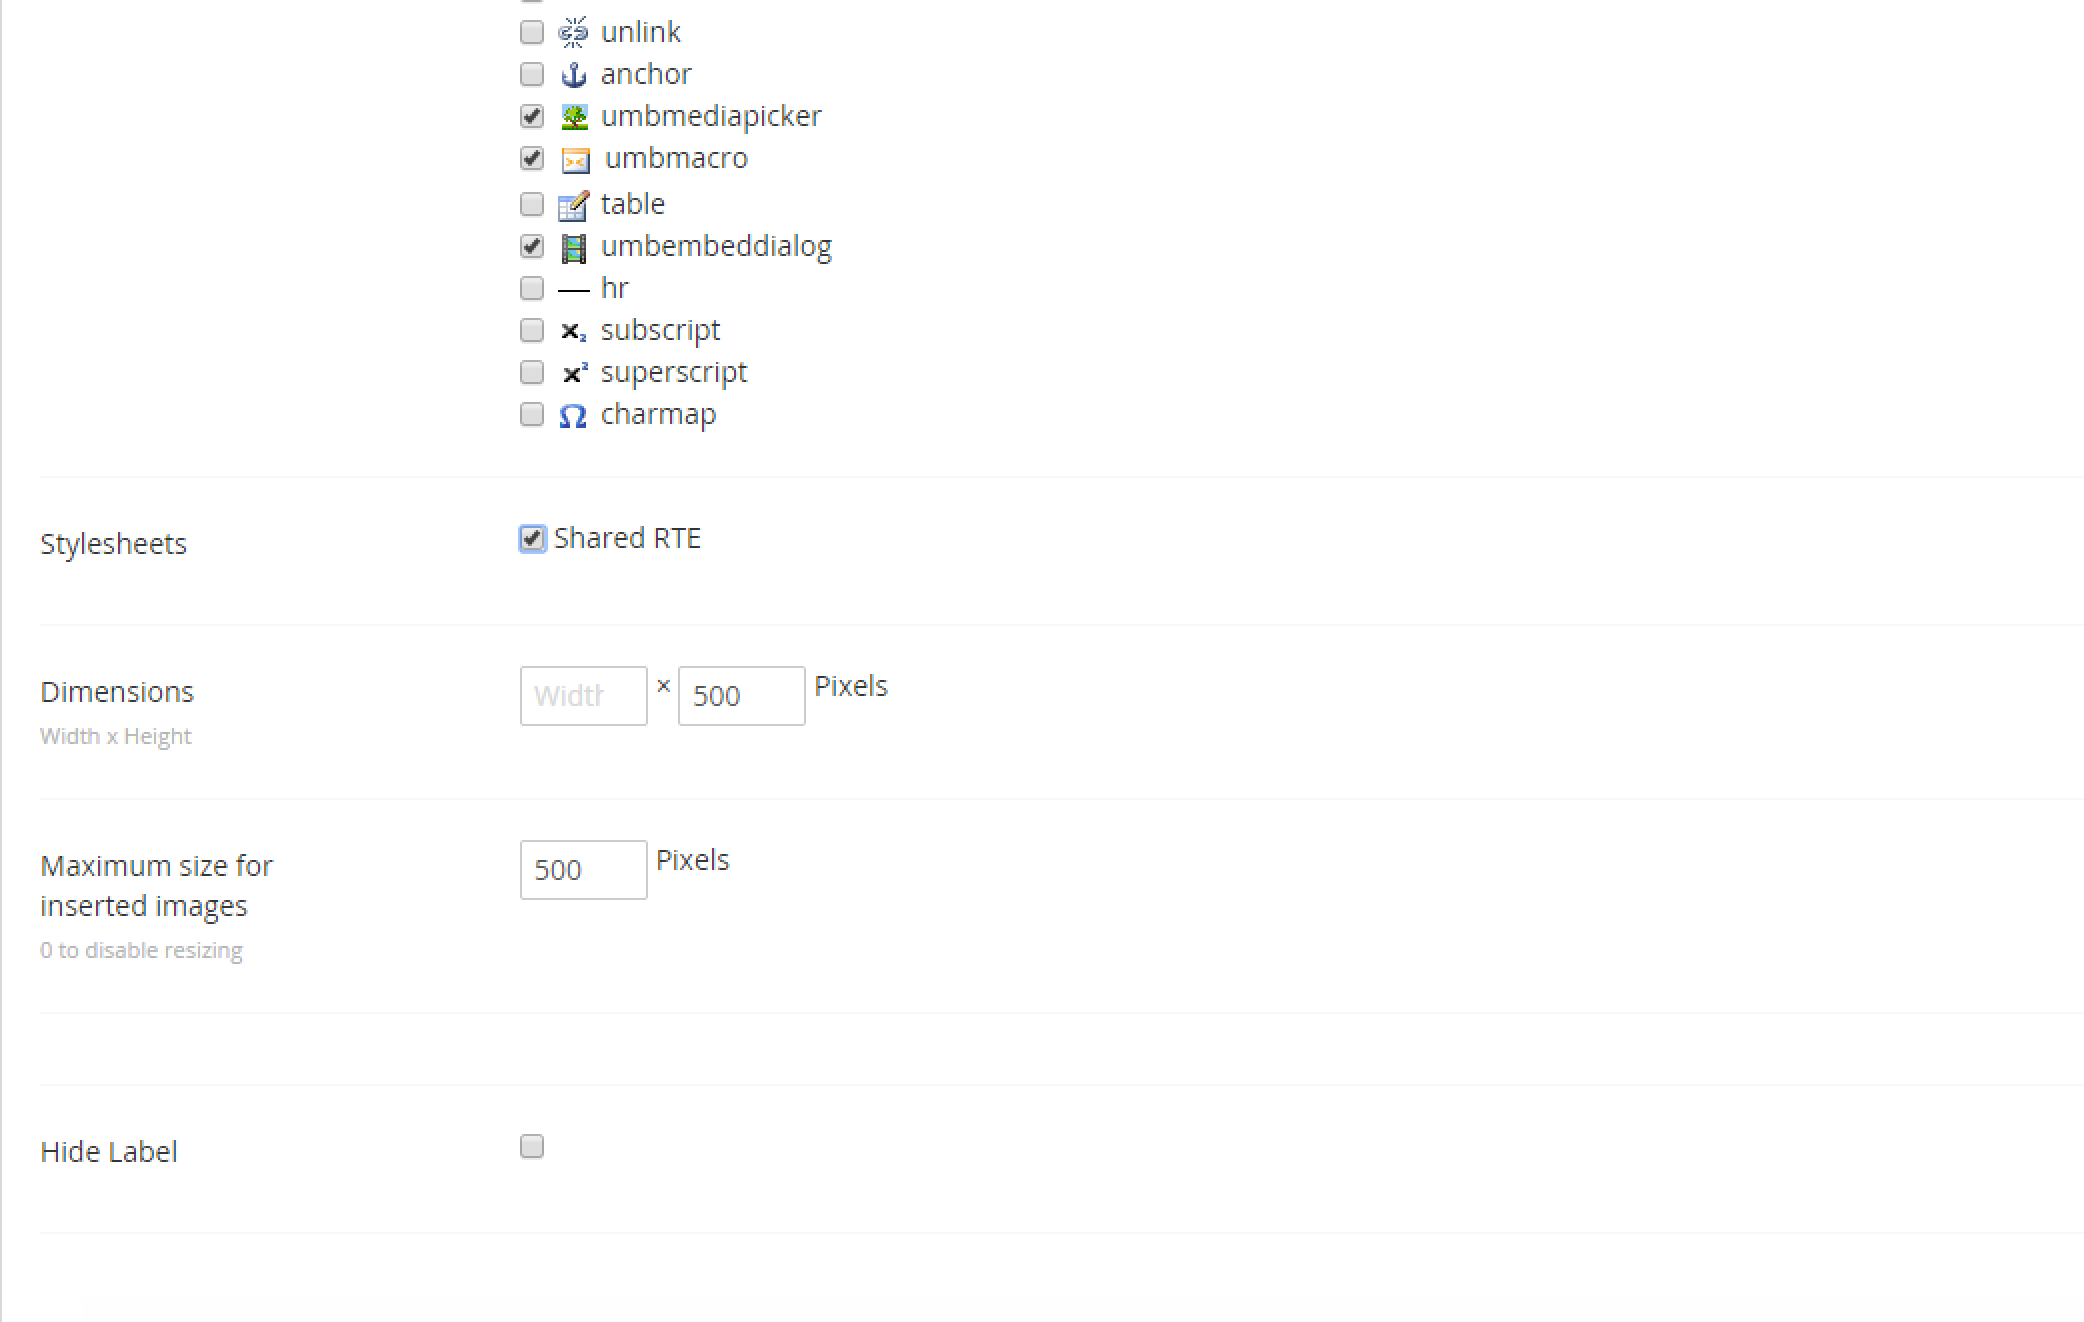 unlink
anchor
umbmediapicker
umbmacro
table
umbembeddialog
hr
subscript
superscript
charmap
Stylesheets
Shared RTE
Dimensions
Width x Height
Width × 500 Pixels
Maximum size for
inserted images
0 to disable resizing
500 Pixels
Hide Label